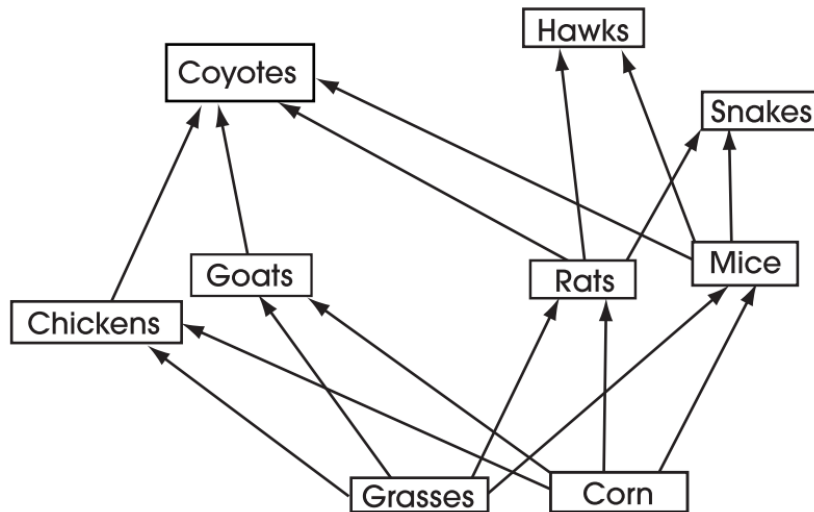 Hawks
Coyotes
Snakes
Goats
Rats
Mice
Chickens
Grasses
Corn